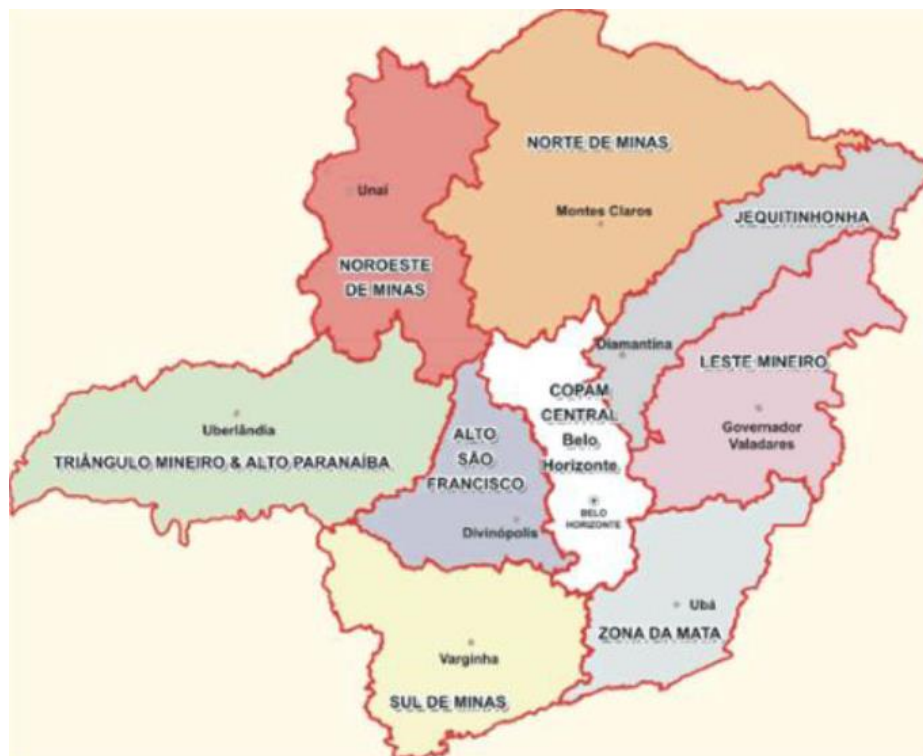 NORTE DE MINAS
Unaí
Montes Claros
JEQUITINHONHA
NOROESTE
DE MINAS
Diamantina
LESTE MINEIRO
COPAM
CENTRAL
Belo
Horizonte
Uberlândia
TRIÂNGULO MINEIRO & ALTO PARANAÍBA
ALTO
SÃO
FRANCISCO
Governador
Valadares
BELO
HORIZONTE
Divinópolis
Ubá
ZONA DA MATA
Varginha
SUL DE MINAS